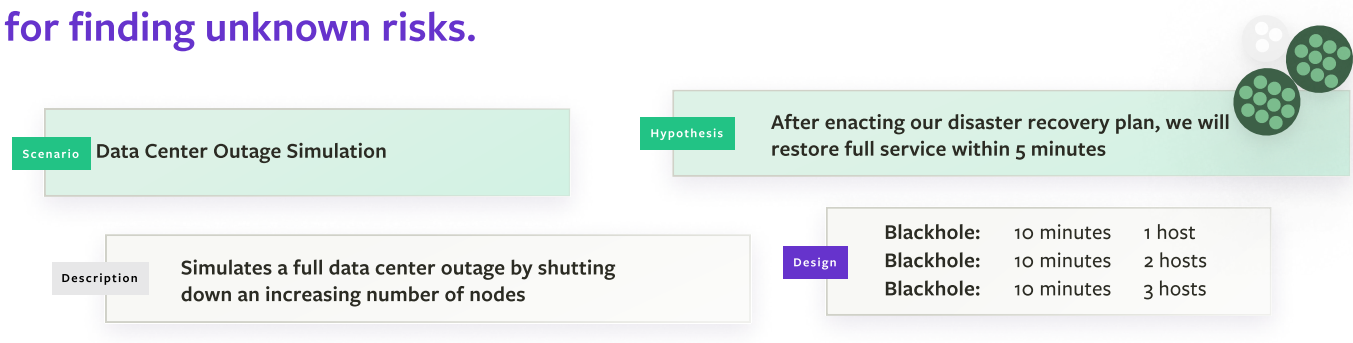 for finding unknown risks.
Scenario
Data Center Outage Simulation
Hypothesis
After enacting our disaster recovery plan, we will
restore full service within 5 minutes
Description
Simulates a full data center outage by shutting
down an increasing number of nodes
Design
Blackhole: 10 minutes 1 host
Blackhole: 10 minutes 2 hosts
Blackhole: 10 minutes 3 hosts